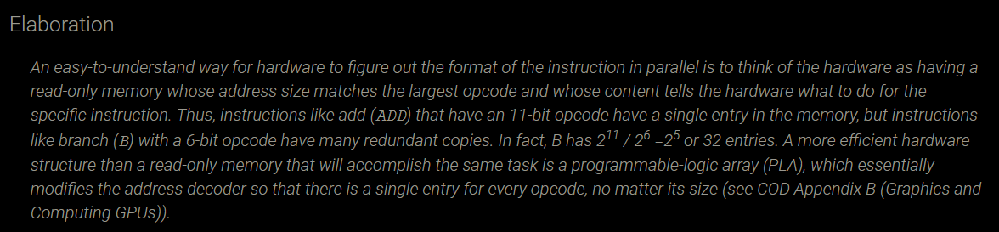 Elaboration
An easy-to-understand way for hardware to figure out the format of the instruction in parallel is to think of the hardware as having a
read-only memory whose address size matches the largest opcode and whose content tells the hardware what to do for the
specific instruction. Thus, instructions like add (ADD) that have an 11-bit opcode have a single entry in the memory, but instructions
like branch (B) with a 6-bit opcode have many redundant copies. In fact, B has 2¹¹ / 2⁶ =2⁵ or 32 entries. A more efficient hardware
structure than a read-only memory that will accomplish the same task is a programmable-logic array (PLA), which essentially
modifies the address decoder so that there is a single entry for every opcode, no matter its size (see COD Appendix B (Graphics and
Computing GPUs)).